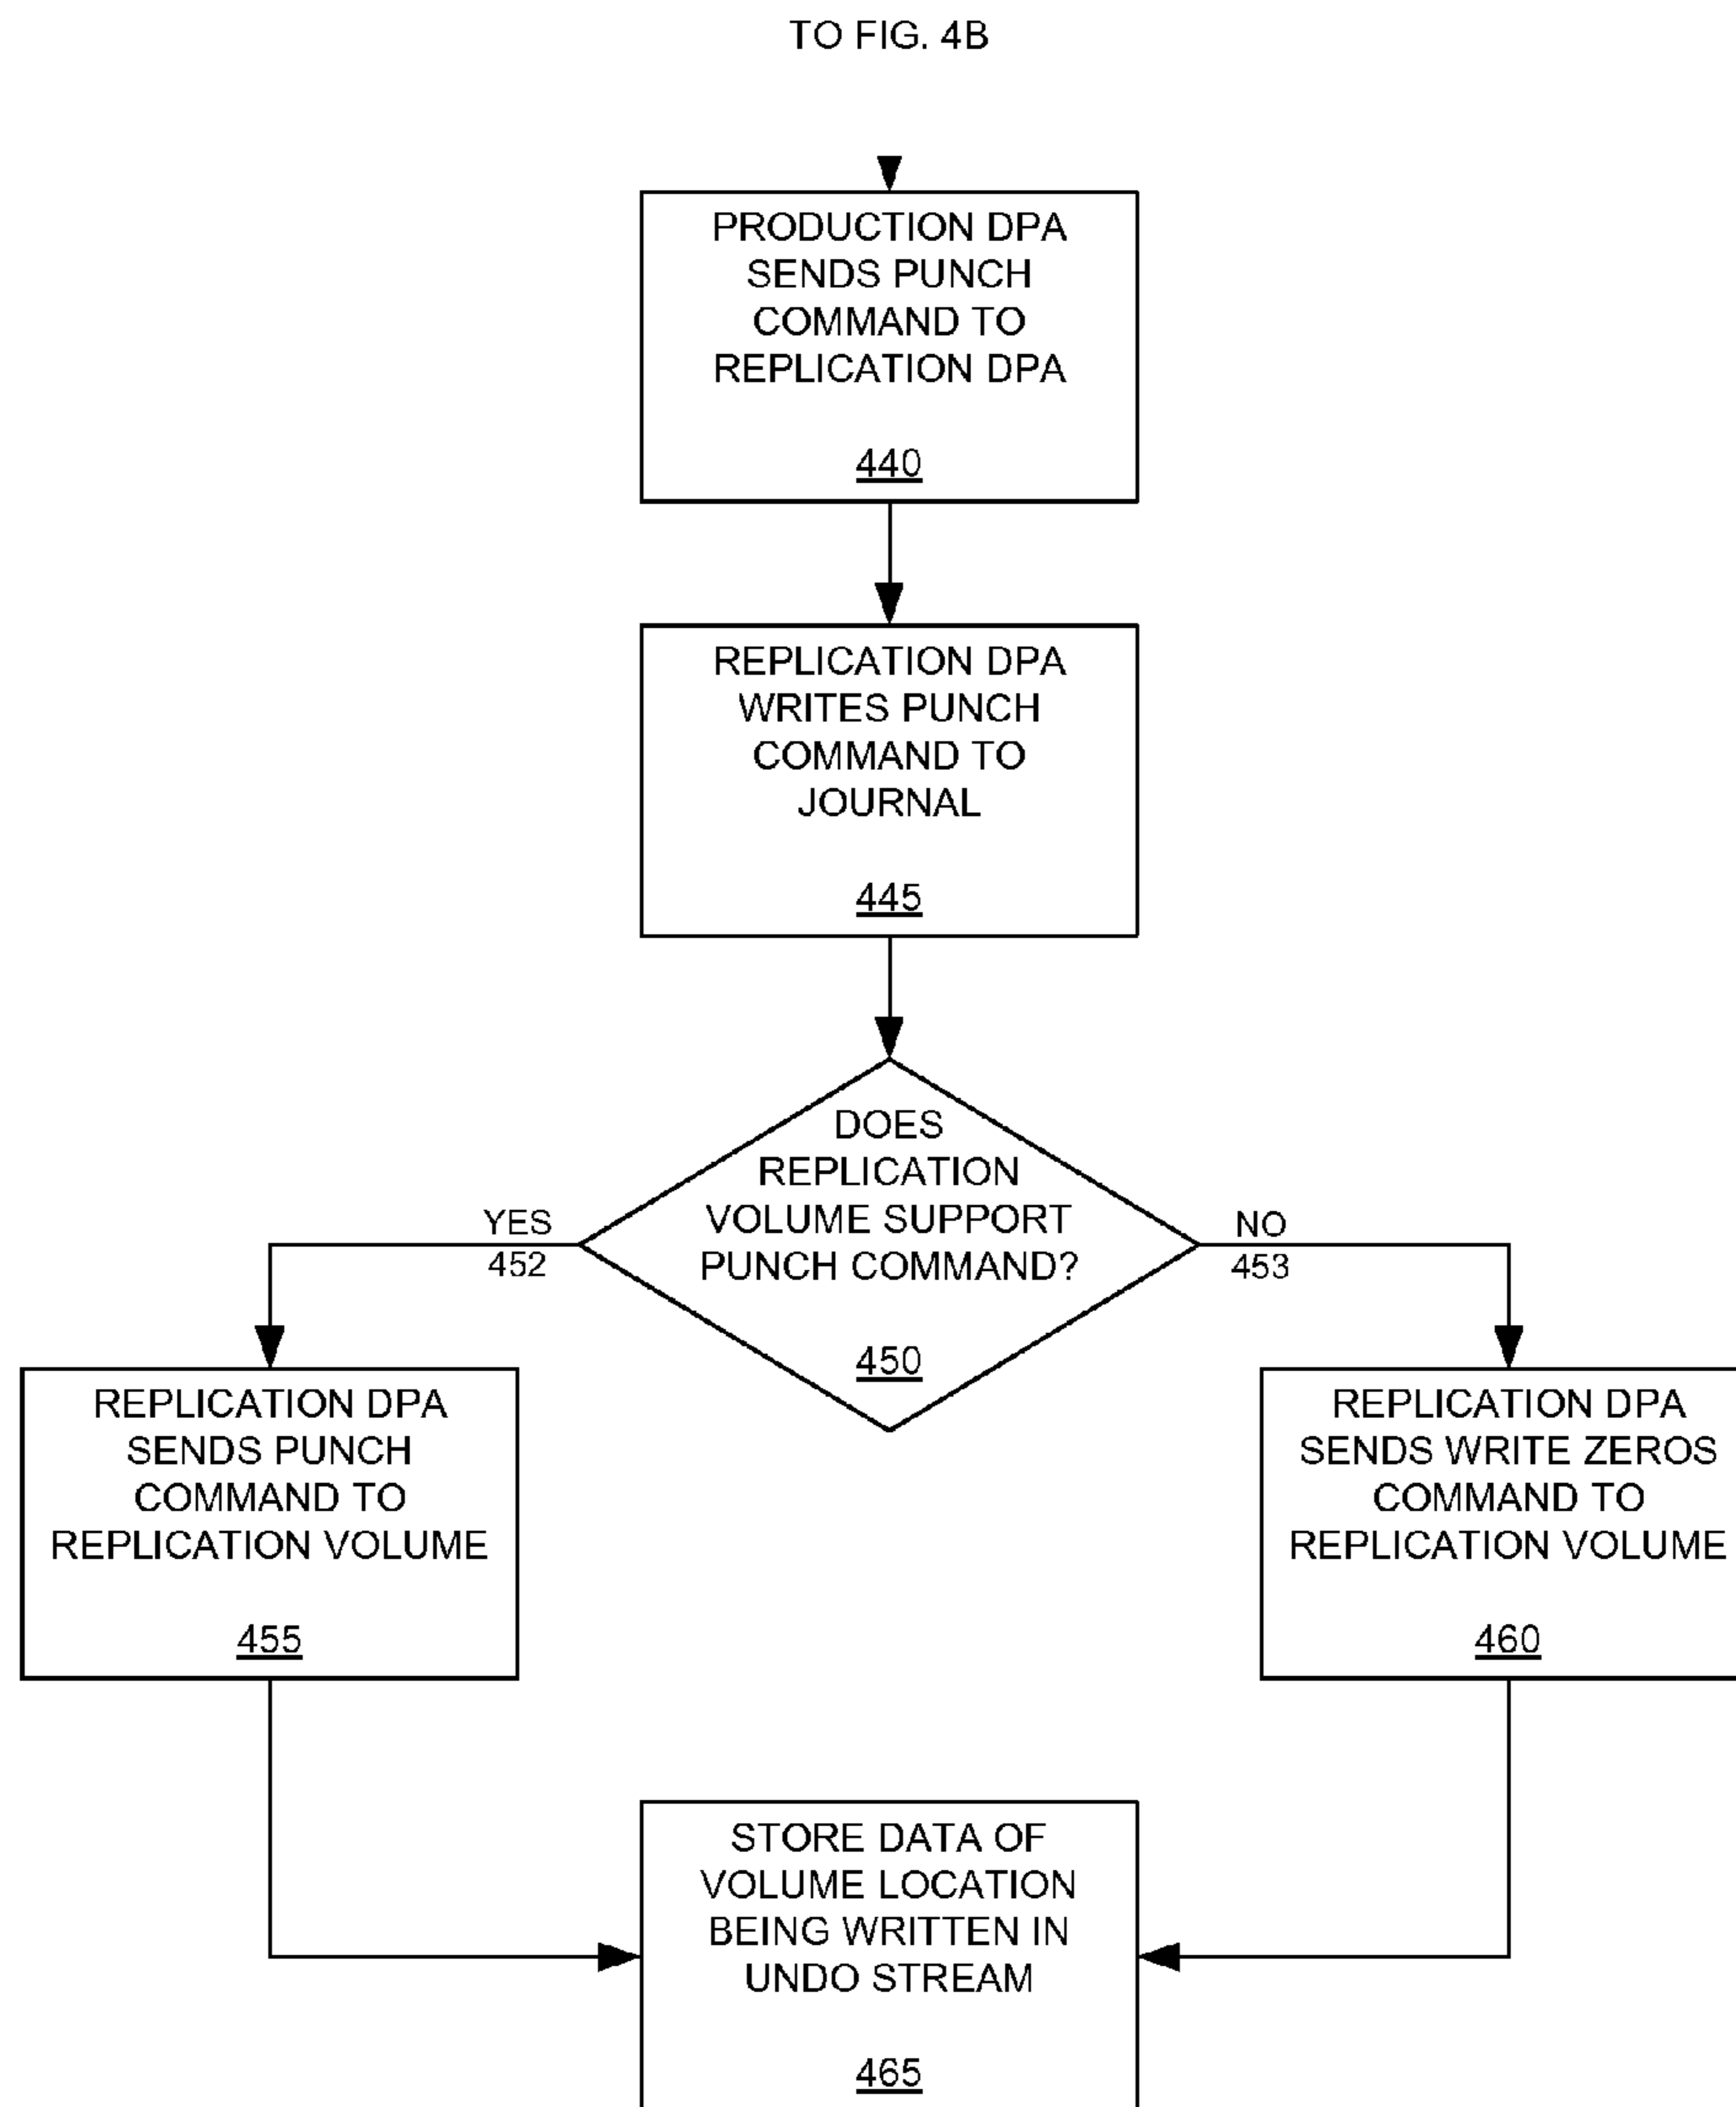 TO FIG. 4B
PRODUCTION DPA
SENDS PUNCH
COMMAND TO
REPLICATION DPA
440
REPLICATION DPA
WRITES PUNCH
COMMAND TO
JOURNAL
445
DOES
REPLICATION
VOLUME SUPPORT
PUNCH COMMAND?
450
YES
452
NO
453
REPLICATION DPA
SENDS PUNCH
COMMAND TO
REPLICATION VOLUME
455
REPLICATION DPA
SENDS WRITE ZEROS
COMMAND TO
REPLICATION VOLUME
460
STORE DATA OF
VOLUME LOCATION
BEING WRITTEN IN
UNDO STREAM
465